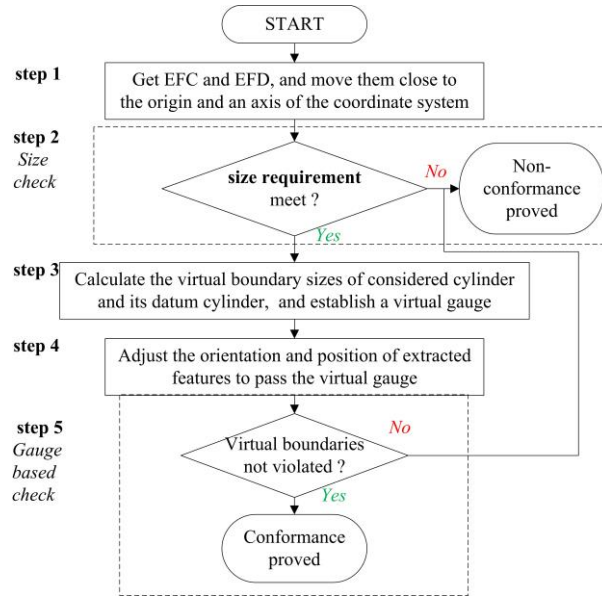 START
step 1
Get EFC and EFD, and move them close to
the origin and an axis of the coordinate system
step 2
Size
check
size requirement
meet ?
No
Non-
conformance
proved
Yes
step 3
Calculate the virtual boundary sizes of considered cylinder
and its datum cylinder, and establish a virtual gauge
step 4
Adjust the orientation and position of extracted
features to pass the virtual gauge
step 5
Gauge
based
check
Virtual boundaries
not violated ?
No
Yes
Conformance
proved